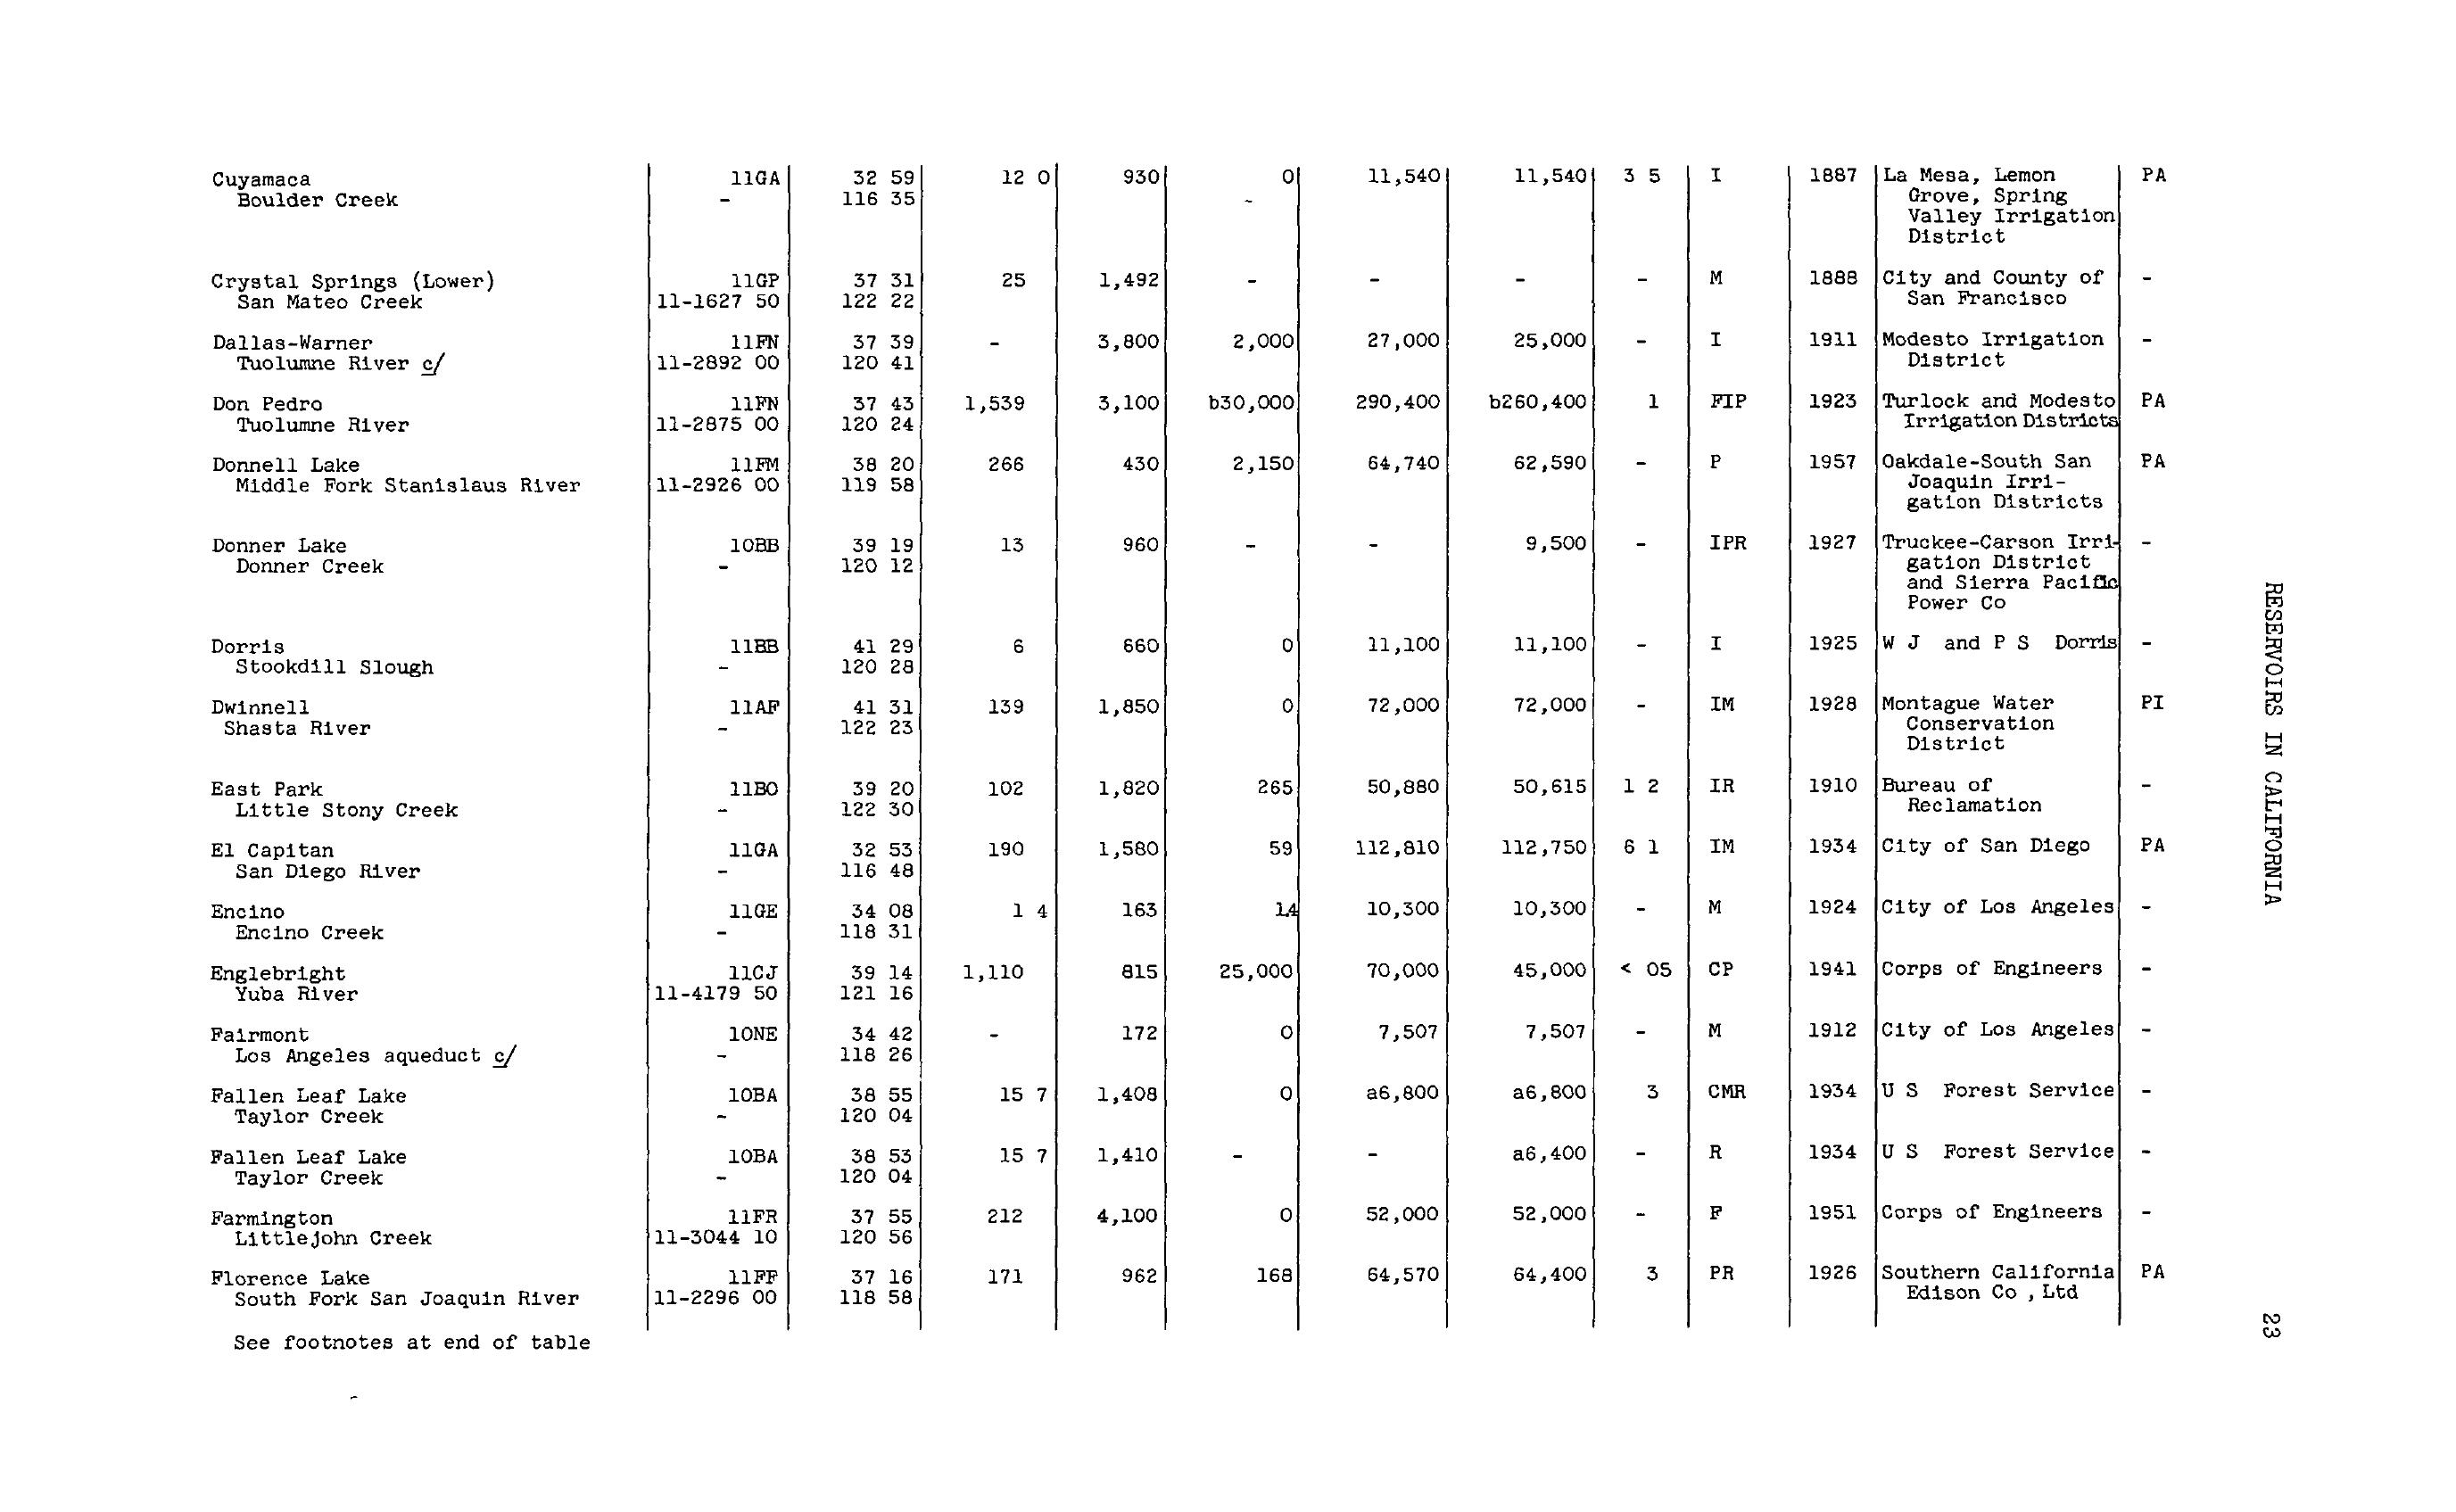 Cuyamaca 11GA 32 59 12 0 930 0 11,540 11,540 3 5 I 1887 La Mesa, Lemon PA
Boulder Creek - 116 35 - Grove, Spring
Valley Irrigation
District
Crystal Springs (Lower) 11GP 37 31 25 1,492 - - - - M 1888 City and County of -
San Mateo Creek 11-1627 50 122 22 San Francisco
Dallas-Warner 11FN 37 39 - 3,800 2,000 27,000 25,000 - I 1911 Modesto Irrigation -
Tuolumne River c/ 11-2892 00 120 41 District
Don Pedro 11FN 37 43 1,539 3,100 b30,000 290,400 b260,400 1 FIP 1923 Turlock and Modesto PA
Tuolumne River 11-2875 00 120 24 Irrigation Districts
Donnell Lake 11FM 38 20 266 430 2,150 64,740 62,590 - P 1957 Oakdale-South San PA
Middle Fork Stanislaus River 11-2926 00 119 58 Joaquin Irri-
gation Districts
Donner Lake 10BB 39 19 13 960 - - 9,500 - IPR 1927 Truckee-Carson Irri- -
Donner Creek - 120 12 gation District
and Sierra Pacific
Power Co
Dorris 11BB 41 29 6 660 0 11,100 11,100 - I 1925 W J and P S Dorris -
Stookdill Slough - 120 28
Dwinnell 11AF 41 31 139 1,850 0 72,000 72,000 - IM 1928 Montague Water PI
Shasta River - 122 23 Conservation
District
East Park 11BO 39 20 102 1,820 265 50,880 50,615 1 2 IR 1910 Bureau of -
Little Stony Creek - 122 30 Reclamation
El Capitan 11GA 32 53 190 1,580 59 112,810 112,750 6 1 IM 1934 City of San Diego PA
San Diego River - 116 48
Encino 11GE 34 08 1 4 163 14 10,300 10,300 - M 1924 City of Los Angeles -
Encino Creek - 118 31
Englebright 11CJ 39 14 1,110 815 25,000 70,000 45,000 < 05 CP 1941 Corps of Engineers -
Yuba River 11-4179 50 121 16
Fairmont 10NE 34 42 - 172 0 7,507 7,507 - M 1912 City of Los Angeles -
Los Angeles aqueduct c/ - 118 26
Fallen Leaf Lake 10BA 38 55 15 7 1,408 0 a6,800 a6,800 3 CMR 1934 U S Forest Service -
Taylor Creek - 120 04
Fallen Leaf Lake 10BA 38 53 15 7 1,410 - - a6,400 - R 1934 U S Forest Service -
Taylor Creek - 120 04
Farmington 11FR 37 55 212 4,100 0 52,000 52,000 - F 1951 Corps of Engineers -
Littlejohn Creek 11-3044 10 120 56
Florence Lake 11FF 37 16 171 962 168 64,570 64,400 3 PR 1926 Southern California PA
South Fork San Joaquin River 11-2296 00 118 58 Edison Co , Ltd
See footnotes at end of table
RESERVOIRS IN CALIFORNIA
23